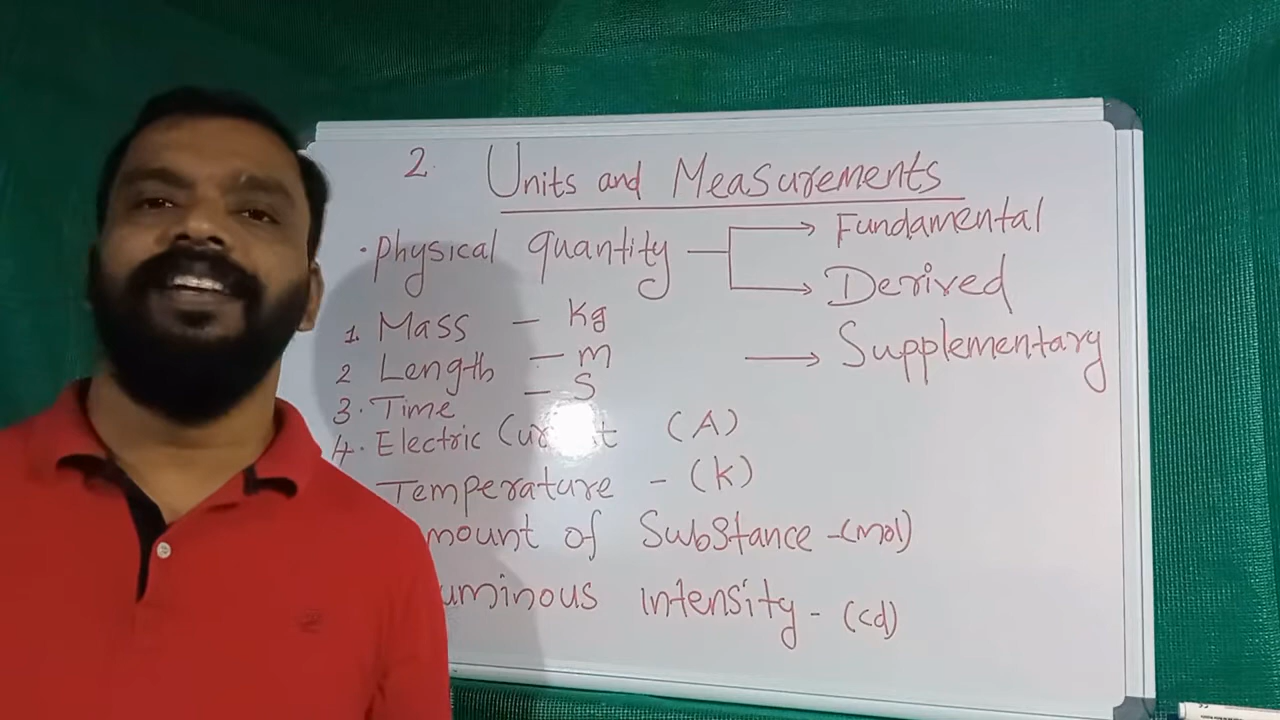 2. Units and Measurements
· Physical quantity → Fundamental
→ Derived
→ Supplementary
1. Mass – Kg
2 Length – m
3. Time – S
4. Electric (A)
Temperature – (K)
mount of Substance – (mol)
uminous intensity – (cd)